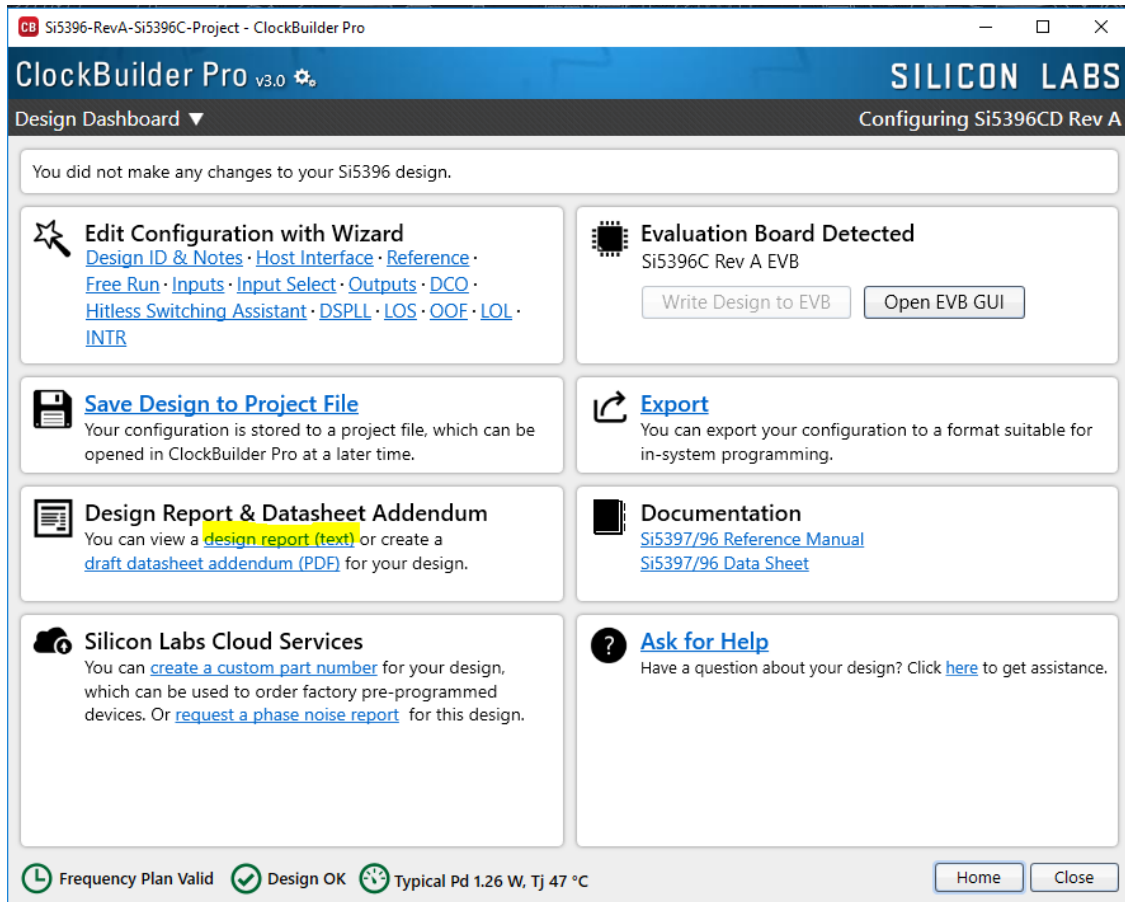 CB Si5396-RevA-Si5396C-Project - ClockBuilder Pro
ClockBuilder Pro v3.0
SILICON LABS
Design Dashboard ▼
Configuring Si5396CD Rev A
You did not make any changes to your Si5396 design.
Edit Configuration with Wizard
Design ID & Notes · Host Interface · Reference ·
Free Run · Inputs · Input Select · Outputs · DCO ·
Hitless Switching Assistant · DSPLL · LOS · OOF · LOL ·
INTR
Evaluation Board Detected
Si5396C Rev A EVB
Write Design to EVB
Open EVB GUI
Save Design to Project File
Your configuration is stored to a project file, which can be
opened in ClockBuilder Pro at a later time.
Export
You can export your configuration to a format suitable for
in-system programming.
Design Report & Datasheet Addendum
You can view a design report (text) or create a
draft datasheet addendum (PDF) for your design.
Documentation
Si5397/96 Reference Manual
Si5397/96 Data Sheet
Silicon Labs Cloud Services
You can create a custom part number for your design,
which can be used to order factory pre-programmed
devices. Or request a phase noise report for this design.
? Ask for Help
Have a question about your design? Click here to get assistance.
Frequency Plan Valid
Design OK
Typical Pd 1.26 W, Tj 47 °C
Home
Close